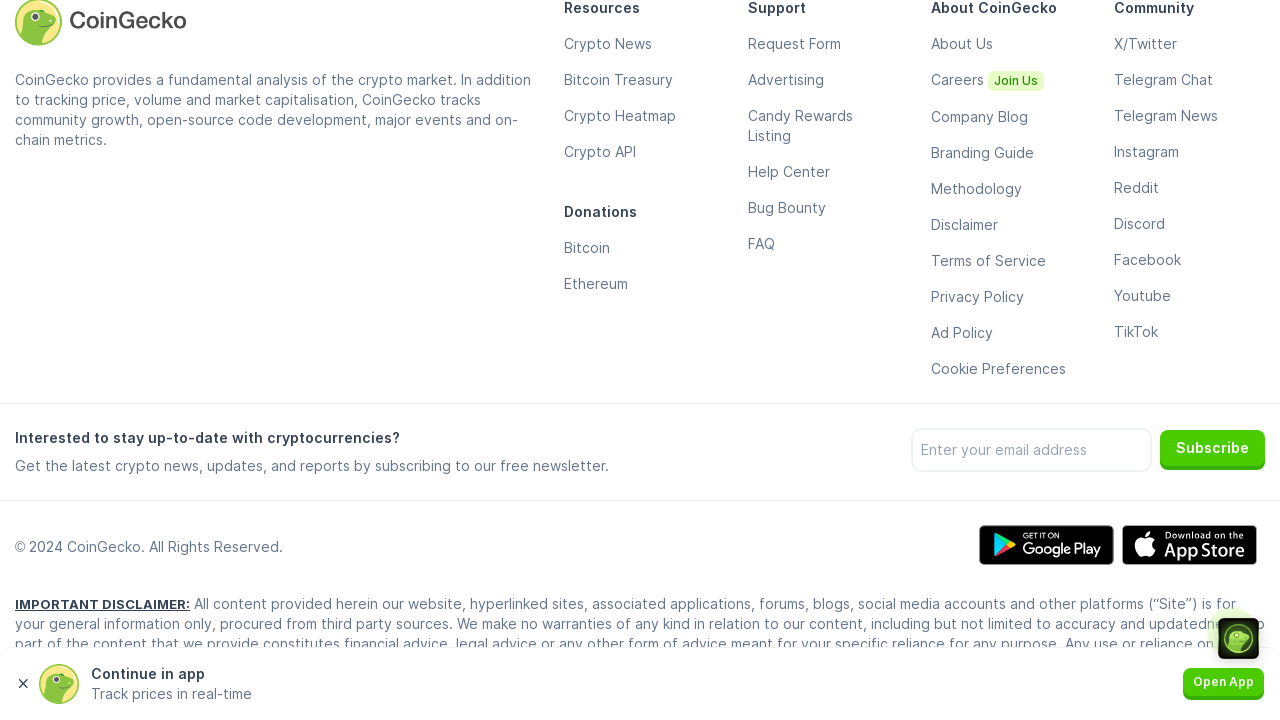 CoinGecko
CoinGecko provides a fundamental analysis of the crypto market. In addition
to tracking price, volume and market capitalisation, CoinGecko tracks
community growth, open-source code development, major events and on-
chain metrics.
Resources
Crypto News
Bitcoin Treasury
Crypto Heatmap
Crypto API
Donations
Bitcoin
Ethereum
Support
Request Form
Advertising
Candy Rewards
Listing
Help Center
Bug Bounty
FAQ
About CoinGecko
About Us
Careers Join Us
Company Blog
Branding Guide
Methodology
Disclaimer
Terms of Service
Privacy Policy
Ad Policy
Cookie Preferences
Community
X/Twitter
Telegram Chat
Telegram News
Instagram
Reddit
Discord
Facebook
Youtube
TikTok
Interested to stay up-to-date with cryptocurrencies?
Get the latest crypto news, updates, and reports by subscribing to our free newsletter.
Enter your email address
Subscribe
© 2024 CoinGecko. All Rights Reserved.
GET IT ON
Google Play
Download on the
App Store
IMPORTANT DISCLAIMER: All content provided herein our website, hyperlinked sites, associated applications, forums, blogs, social media accounts and other platforms (“Site”) is for
your general information only, procured from third party sources. We make no warranties of any kind in relation to our content, including but not limited to accuracy and
part of the content that we provide constitutes financial advice, legal advice or any other form of advice meant for your specific reliance for any purpose. Any use or reliance on
Continue in app
Track prices in real-time
Open App